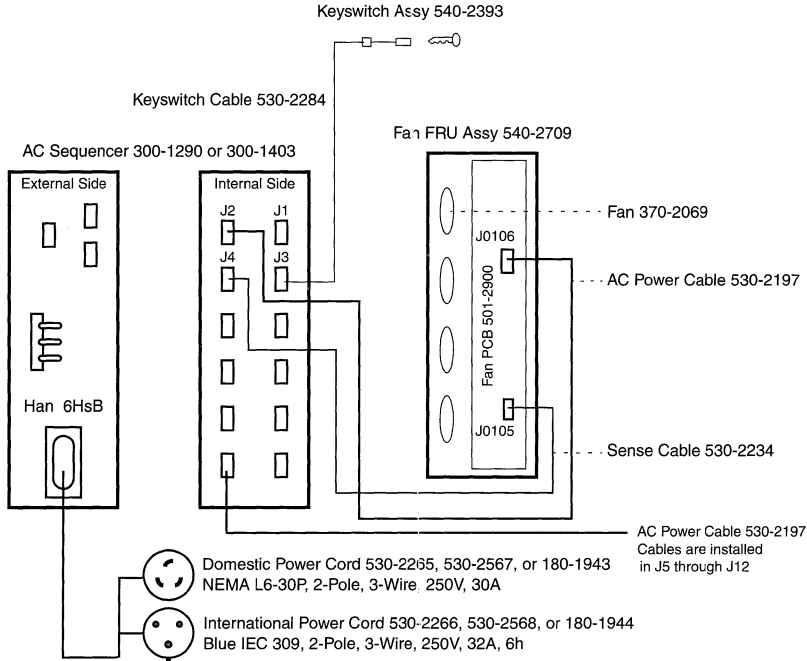 Keyswitch Assy 540-2393
Keyswitch Cable 530-2284
Fan FRU Assy 540-2709
AC Sequencer 300-1290 or 300-1403
External Side
Internal Side
J2
J1
J4
J3
Han 6HsB
J0106
Fan PCB 501-2900
J0105
Fan 370-2069
AC Power Cable 530-2197
Sense Cable 530-2234
AC Power Cable 530-2197
Cables are installed
in J5 through J12
Domestic Power Cord 530-2265, 530-2567, or 180-1943
NEMA L6-30P, 2-Pole, 3-Wire, 250V, 30A
International Power Cord 530-2266, 530-2568, or 180-1944
Blue IEC 309, 2-Pole, 3-Wire, 250V, 32A, 6h